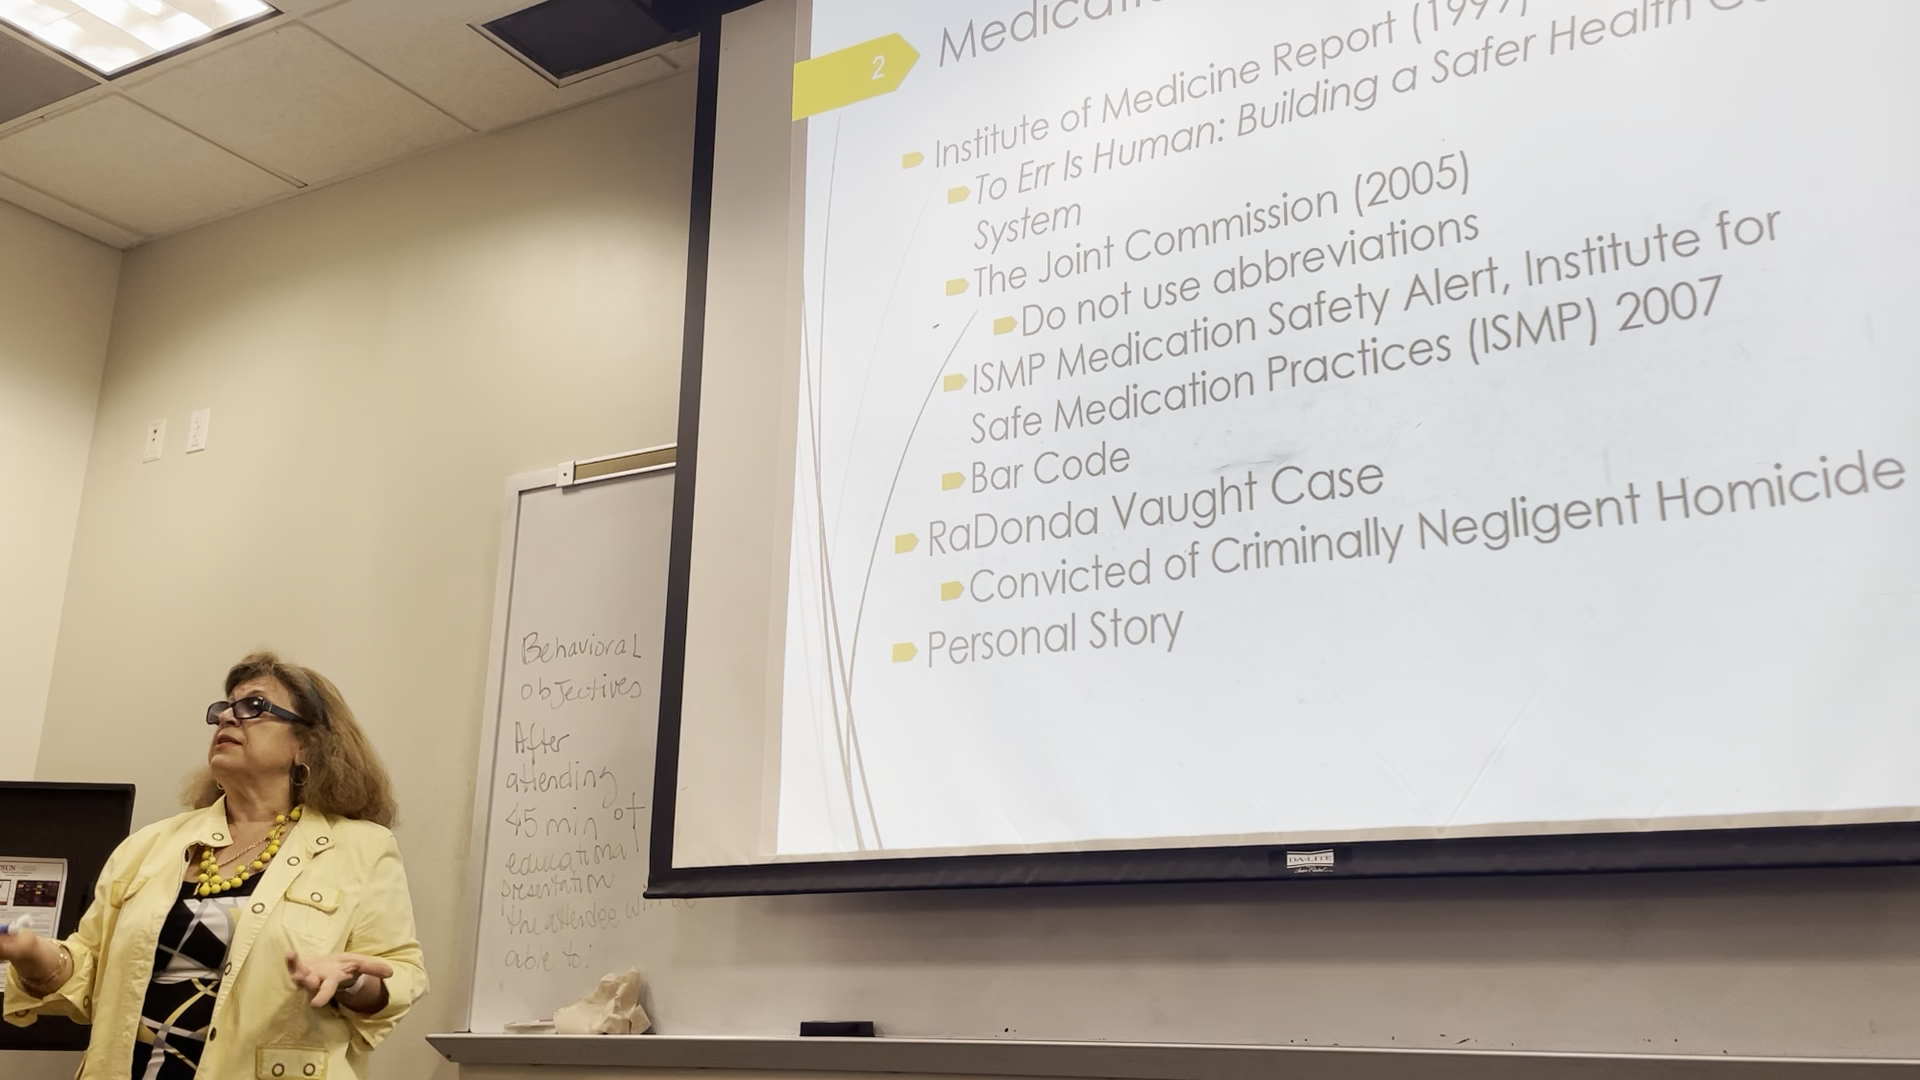 2
Institute of Medicine Report (1999)
To Err Is Human: Building a Safer Health
System
The Joint Commission (2005)
Do not use abbreviations
ISMP Medication Safety Alert, Institute for
Safe Medication Practices (ISMP) 2007
Bar Code
RaDonda Vaught Case
Convicted of Criminally Negligent Homicide
Personal Story
Behavioral
objectives
After
attending
45 min of
educational
presentation
the attendee will be
able to:
DA-LITE